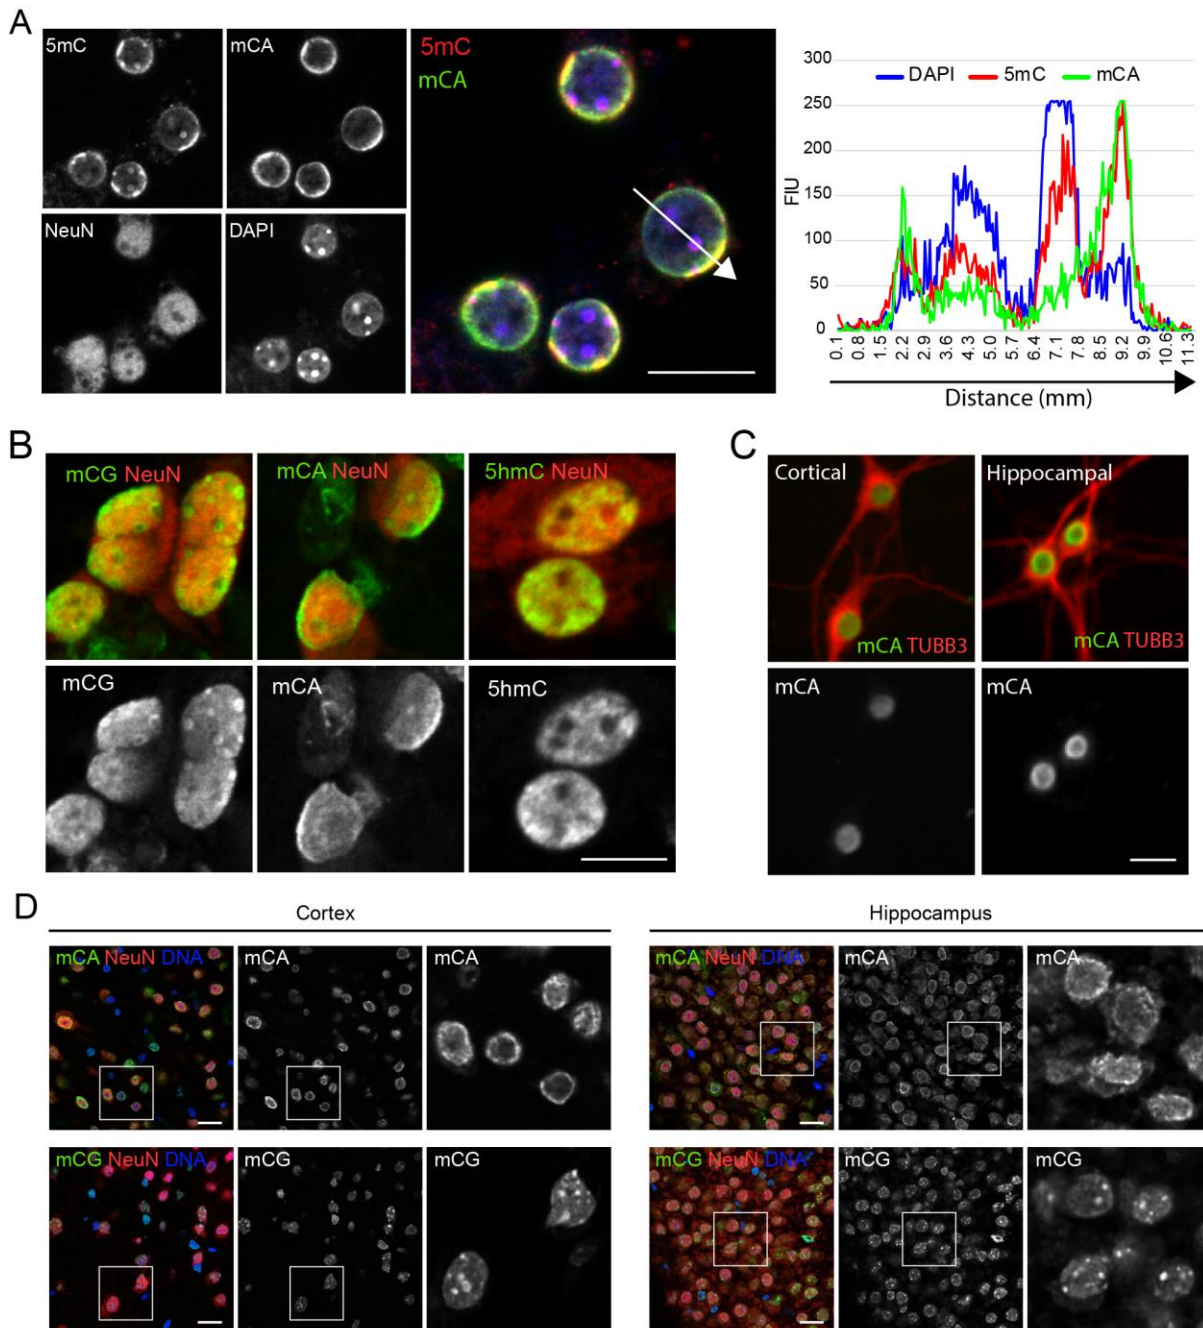 A
5mC
mCA
NeuN
DAPI
5mC
mCA
DAPI 5mC mCA
FIU
300
250
200
150
100
50
0
0.1 0.8 1.5 2.2 2.9 3.6 4.3 5.0 5.7 6.4 7.1 7.8 8.5 9.2 9.9 10.6 11.3
Distance (mm)
B
mCG NeuN
mCA NeuN
5hmC NeuN
mCG
mCA
5hmC
C
Cortical
Hippocampal
mCA TUBB3
mCA TUBB3
mCA
mCA
D
Cortex
Hippocampus
mCA NeuN DNA
mCA
mCA
mCA NeuN DNA
mCA
mCA
mCG NeuN DNA
mCG
mCG
mCG NeuN DNA
mCG
mCG